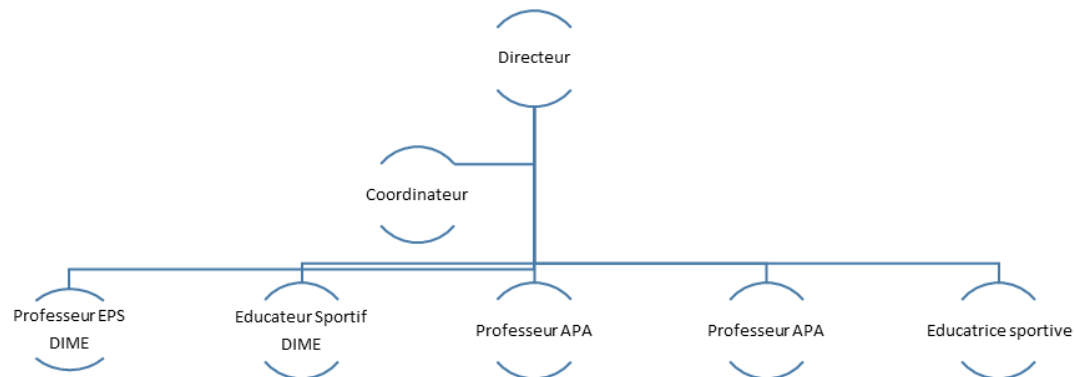 Directeur
Coordinateur
Professeur EPS
DIME
Educateur Sportif
DIME
Professeur APA
Professeur APA
Educatrice sportive